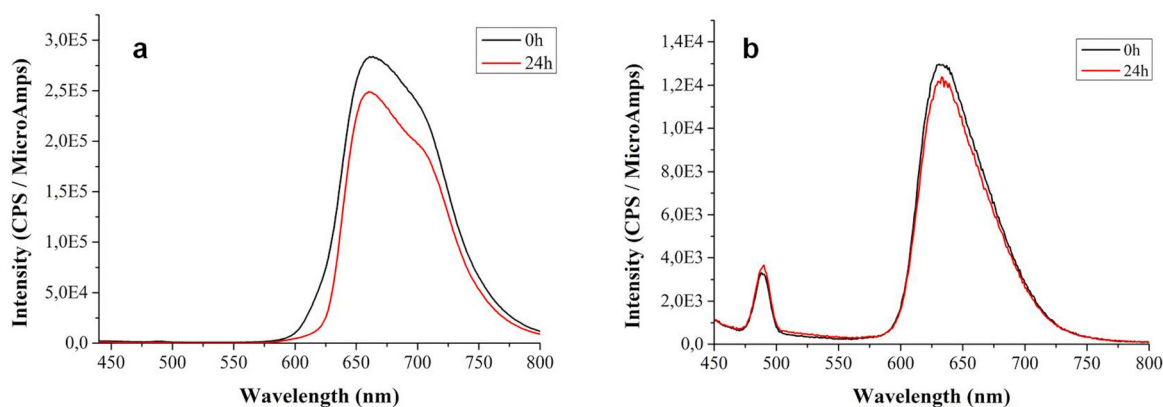 a
0h
24h
3,0E5
2,5E5
2,0E5
1,5E5
1,0E5
5,0E4
0,0
450 500 550 600 650 700 750 800
Wavelength (nm)
Intensity (CPS / MicroAmps)
b
0h
24h
1,4E4
1,2E4
1,0E4
8,0E3
6,0E3
4,0E3
2,0E3
0,0
450 500 550 600 650 700 750 800
Wavelength (nm)
Intensity (CPS / MicroAmps)